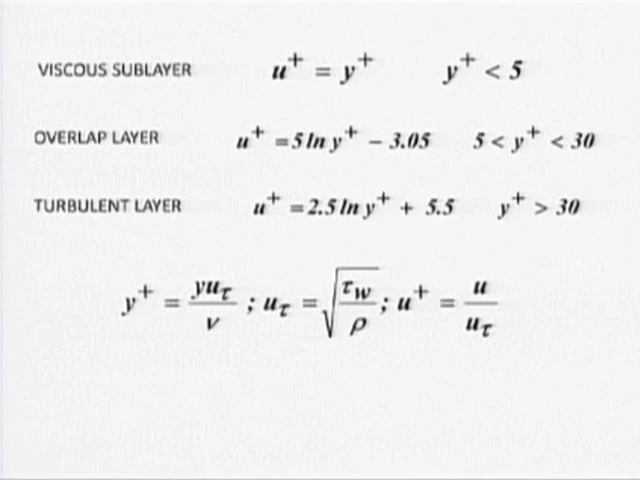 VISCOUS SUBLAYER u⁺ = y⁺ y⁺ < 5
OVERLAP LAYER u⁺ = 5 ln y⁺ − 3.05 5 < y⁺ < 30
TURBULENT LAYER u⁺ = 2.5 ln y⁺ + 5.5 y⁺ > 30
y⁺ = yu_τ / ν ; u_τ = √(τ_w / ρ) ; u⁺ = u / u_τ